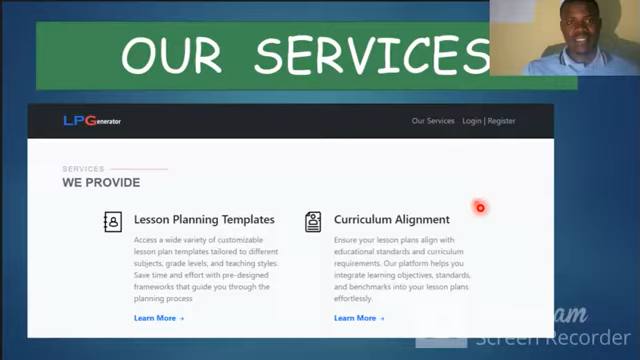 OUR SERVICES
LPGenerator
Our Services Login | Register
SERVICES
WE PROVIDE
Lesson Planning Templates
Access a wide variety of customizable
lesson plan templates tailored to different
subjects, grade levels, and teaching styles.
Save time and effort with pre-designed
frameworks that guide you through the
planning process
Learn More →
Curriculum Alignment
Ensure your lesson plans align with
educational standards and curriculum
requirements. Our platform helps you
integrate learning objectives, standards,
and benchmarks into your lesson plans
effortlessly.
Learn More →
Screen Recorder